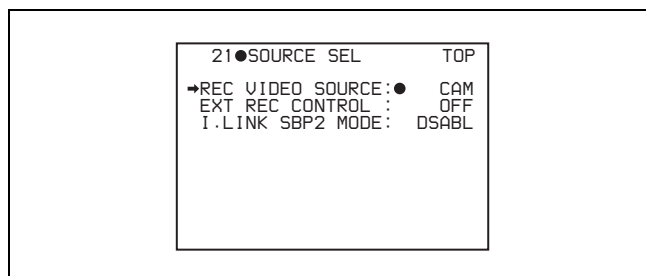 21●SOURCE SEL TOP
➡REC VIDEO SOURCE:● CAM
EXT REC CONTROL : OFF
I.LINK SBP2 MODE: DSABL